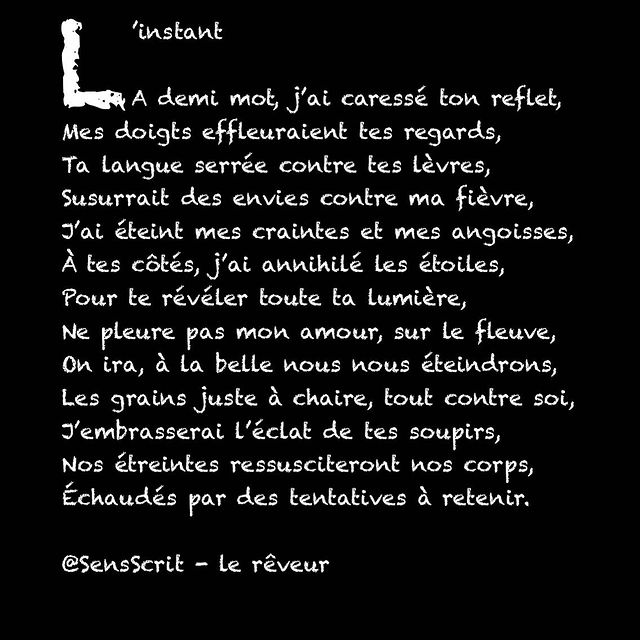 L'instant
A demi mot, j'ai caressé ton reflet,
Mes doigts effleuraient tes regards,
Ta langue serrée contre tes lèvres,
Susurrait des envies contre ma fièvre,
J'ai éteint mes craintes et mes angoisses,
À tes côtés, j'ai annihilé les étoiles,
Pour te révéler toute ta lumière,
Ne pleure pas mon amour, sur le fleuve,
On ira, à la belle nous nous éteindrons,
Les grains juste à chaire, tout contre soi,
J'embrasserai l'éclat de tes soupirs,
Nos étreintes ressusciteront nos corps,
Échaudés par des tentatives à retenir.
@SensScrit - le rêveur